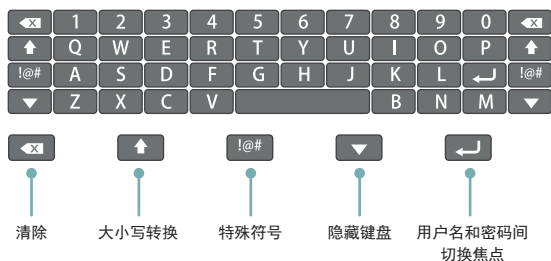 1 2 3 4 5 6 7 8 9 0
Q W E R T Y U I O P
!@# A S D F G H J K L !@#
Z X C V B N M
!@#
清除 大小写转换 特殊符号 隐藏键盘 用户名和密码间
切换焦点